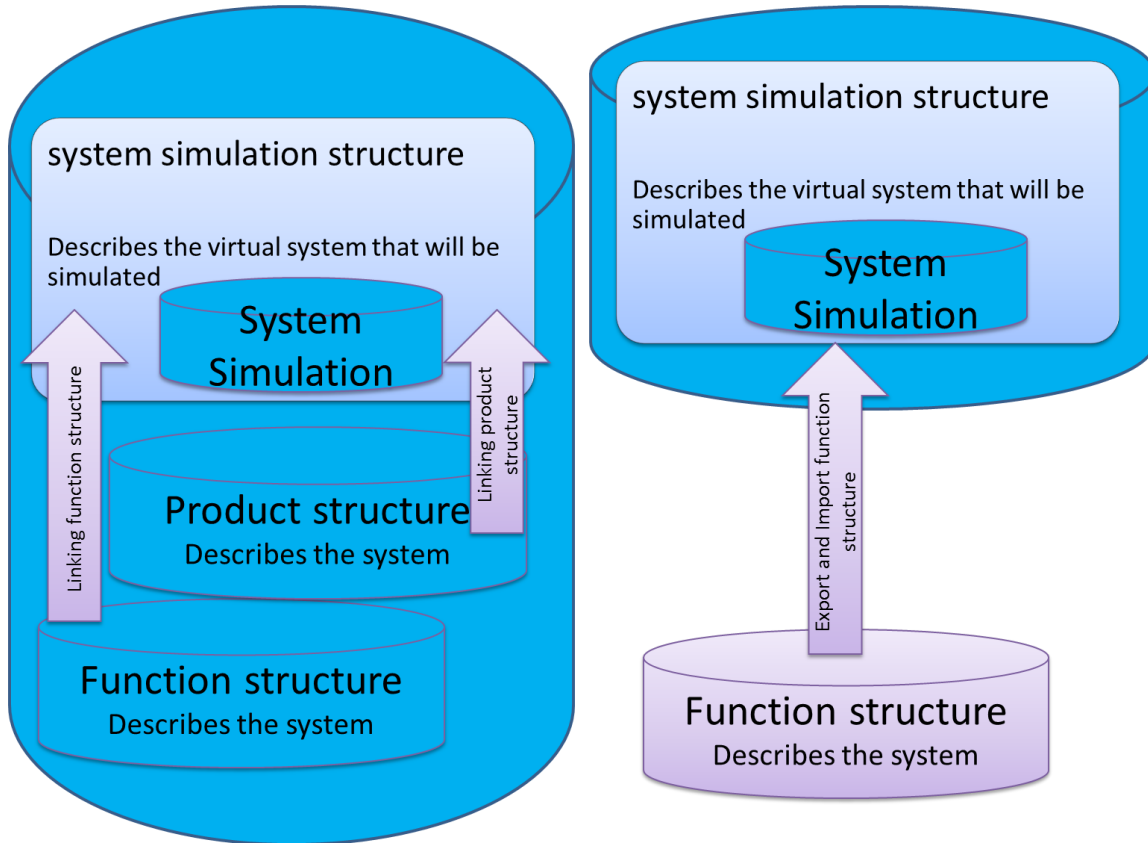 system simulation structure
Describes the virtual system that will be
simulated
System
Simulation
Linking function structure
Linking product
structure
Product structure
Describes the system
Function structure
Describes the system
system simulation structure
Describes the virtual system that will be
simulated
System
Simulation
Export and Import function
structure
Function structure
Describes the system